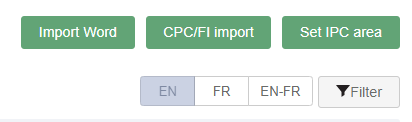 Import Word CPC/FI import Set IPC area
EN FR EN-FR Filter